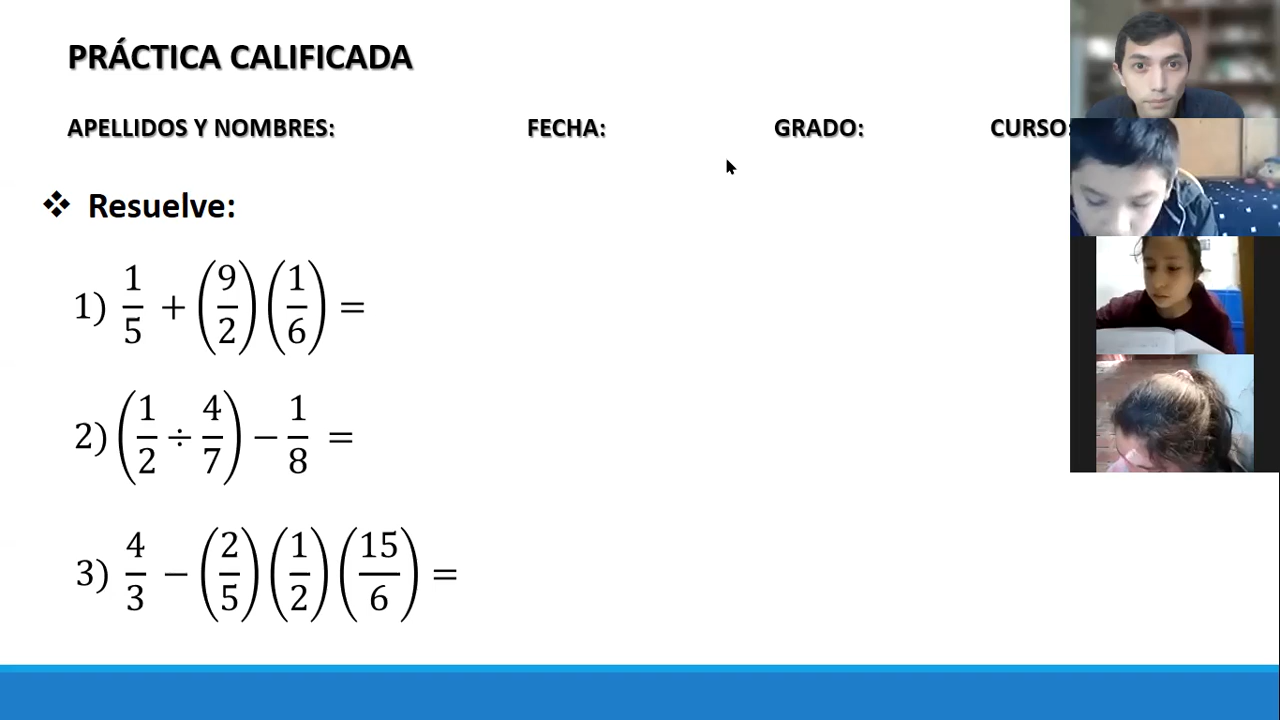 PRÁCTICA CALIFICADA
APELLIDOS Y NOMBRES: FECHA: GRADO: CURSO:
❖ Resuelve:
1) 1/5 + (9/2)(1/6) =
2) (1/2 ÷ 4/7) − 1/8 =
3) 4/3 − (2/5)(1/2)(15/6) =